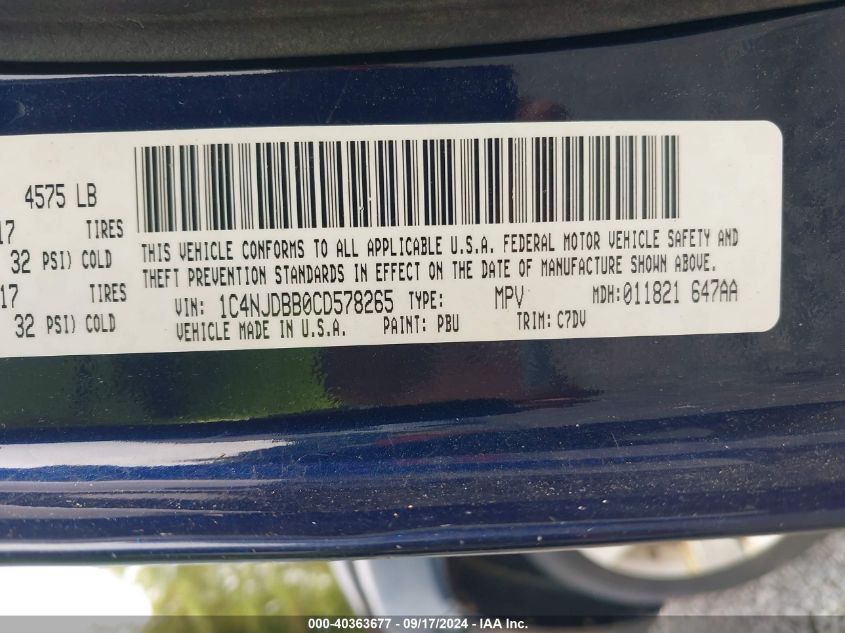 4575 LB
17 TIRES
32 PSI) COLD
17 TIRES
32 PSI) COLD
THIS VEHICLE CONFORMS TO ALL APPLICABLE U.S.A. FEDERAL MOTOR VEHICLE SAFETY AND
THEFT PREVENTION STANDARDS IN EFFECT ON THE DATE OF MANUFACTURE SHOWN ABOVE.
VIN: 1C4NJDBB0CD578265 TYPE: MPV MDH:011821 647AA
VEHICLE MADE IN U.S.A. PAINT: PBU TRIM: C7DV
000-40363677 - 09/17/2024 - IAA, Inc.